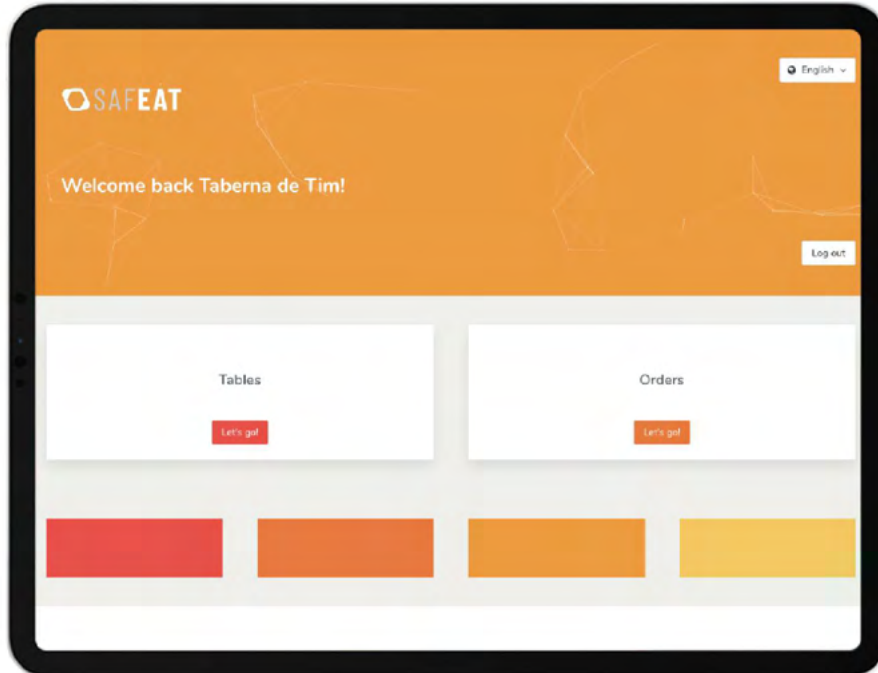 English
SAFEAT
Welcome back Taberna de Tim!
Log out
Tables
Orders
Let's go!
Let's go!